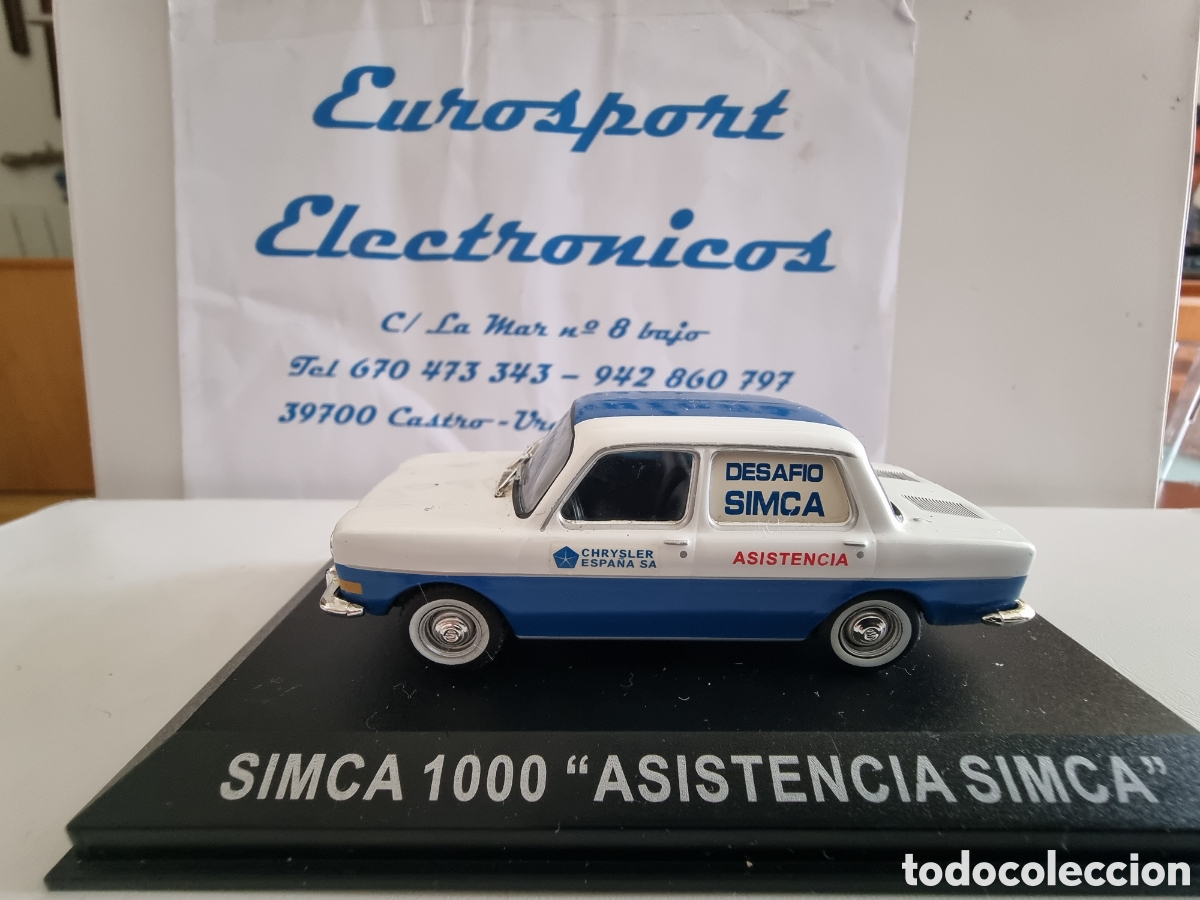 Eurosport
Electronicos
C/ La Mar nº 8 bajo
Tel 670 473 343 - 942 860 797
39700 Castro-
DESAFIO
SIMCA
CHRYSLER
ESPAÑA SA
ASISTENCIA
SIMCA 1000 “ASISTENCIA SIMCA”
todocoleccion